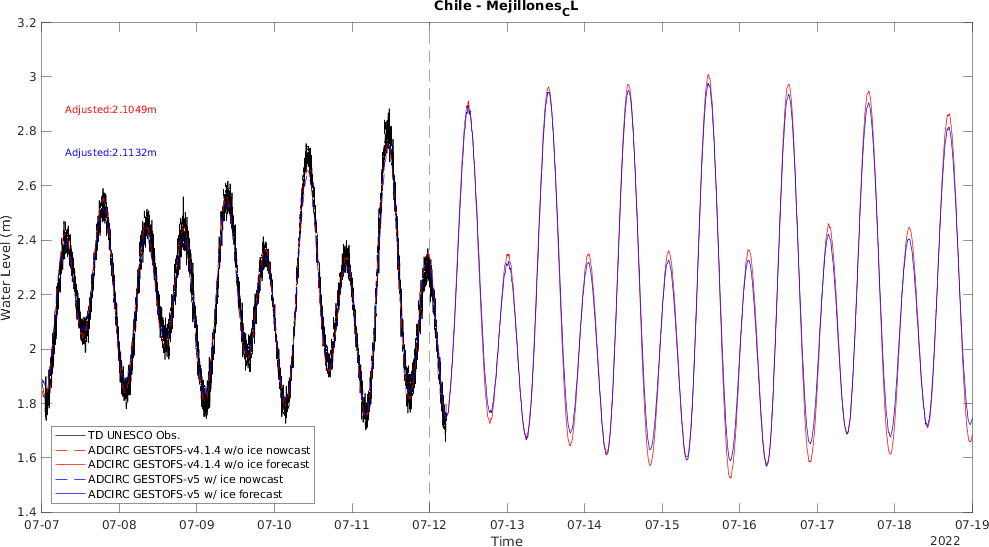 Chile - Mejillones_CL
3.2
3
2.8
2.6
2.4
2.2
2
1.8
1.6
1.4
Water Level (m)
Adjusted:2.1049m
Adjusted:2.1132m
TD UNESCO Obs.
ADCIRC GESTOFS-v4.1.4 w/o ice nowcast
ADCIRC GESTOFS-v4.1.4 w/o ice forecast
ADCIRC GESTOFS-v5 w/ ice nowcast
ADCIRC GESTOFS-v5 w/ ice forecast
07-07 07-08 07-09 07-10 07-11 07-12 07-13 07-14 07-15 07-16 07-17 07-18 07-19
Time
2022